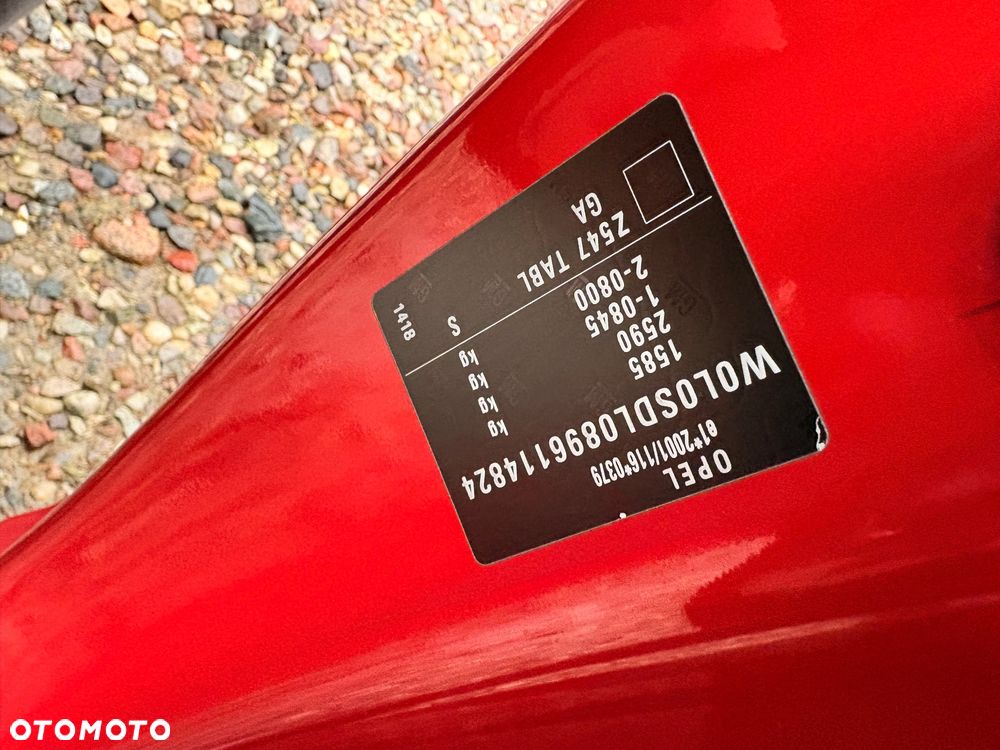 OPEL
e1*2001/116*0379
W0L0SDL0896114824
1585 kg
2590 kg
1-0845 kg
2-0800 kg
Z547 TABL S
GA
1418
OTOMOTO